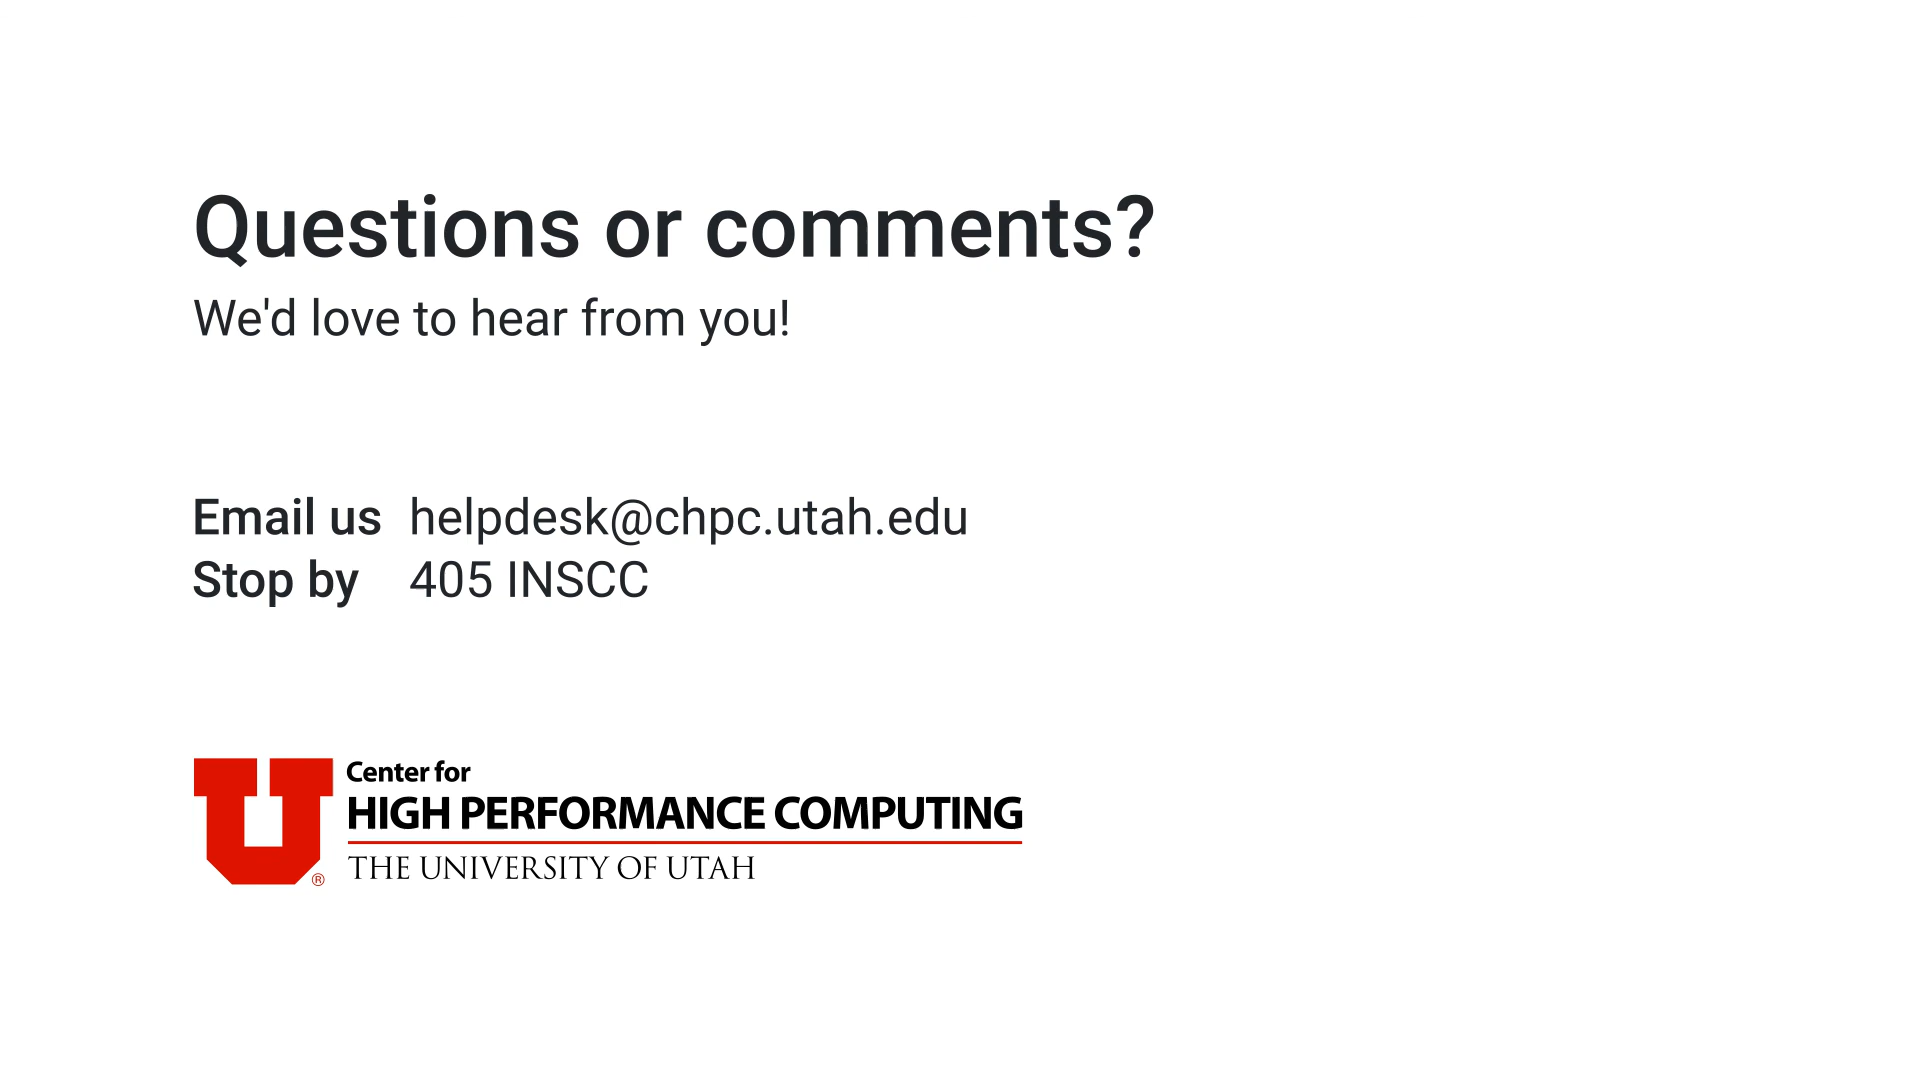 Questions or comments?
We'd love to hear from you!
Email us helpdesk@chpc.utah.edu
Stop by 405 INSCC
Center for
HIGH PERFORMANCE COMPUTING
THE UNIVERSITY OF UTAH
®